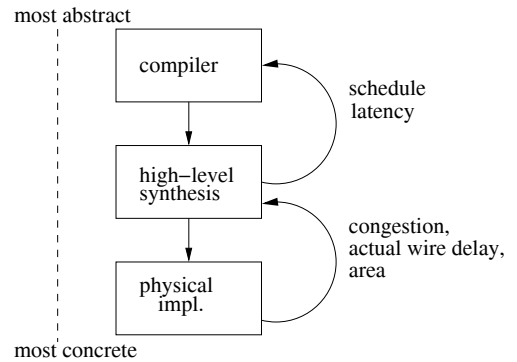 most abstract
compiler
schedule
latency
high-level
synthesis
congestion,
actual wire delay,
area
physical
impl.
most concrete